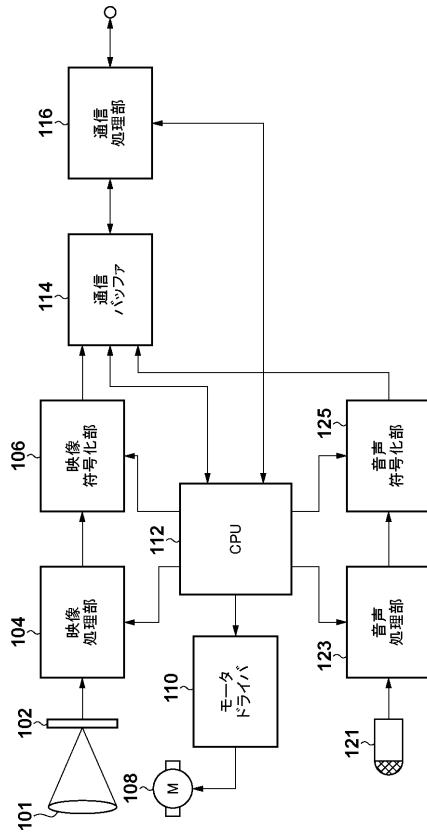 101
102
104
映像
処理部
106
映像
符号化部
114
通信
バッファ
116
通信
処理部
108
M
110
モータ
ドライバ
112
CPU
121
123
音声
処理部
125
音声
符号化部